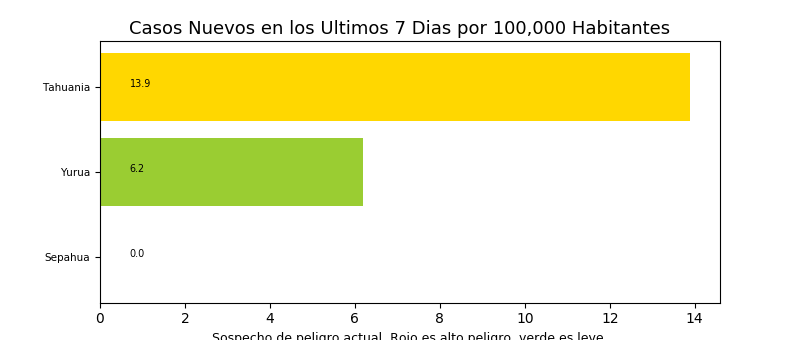 Casos Nuevos en los Ultimos 7 Dias por 100,000 Habitantes
Tahuania
13.9
Yurua
6.2
Sepahua
0.0
0 2 4 6 8 10 12 14
Sospecho de peligro actual. Rojo es alto peligro, verde es leve